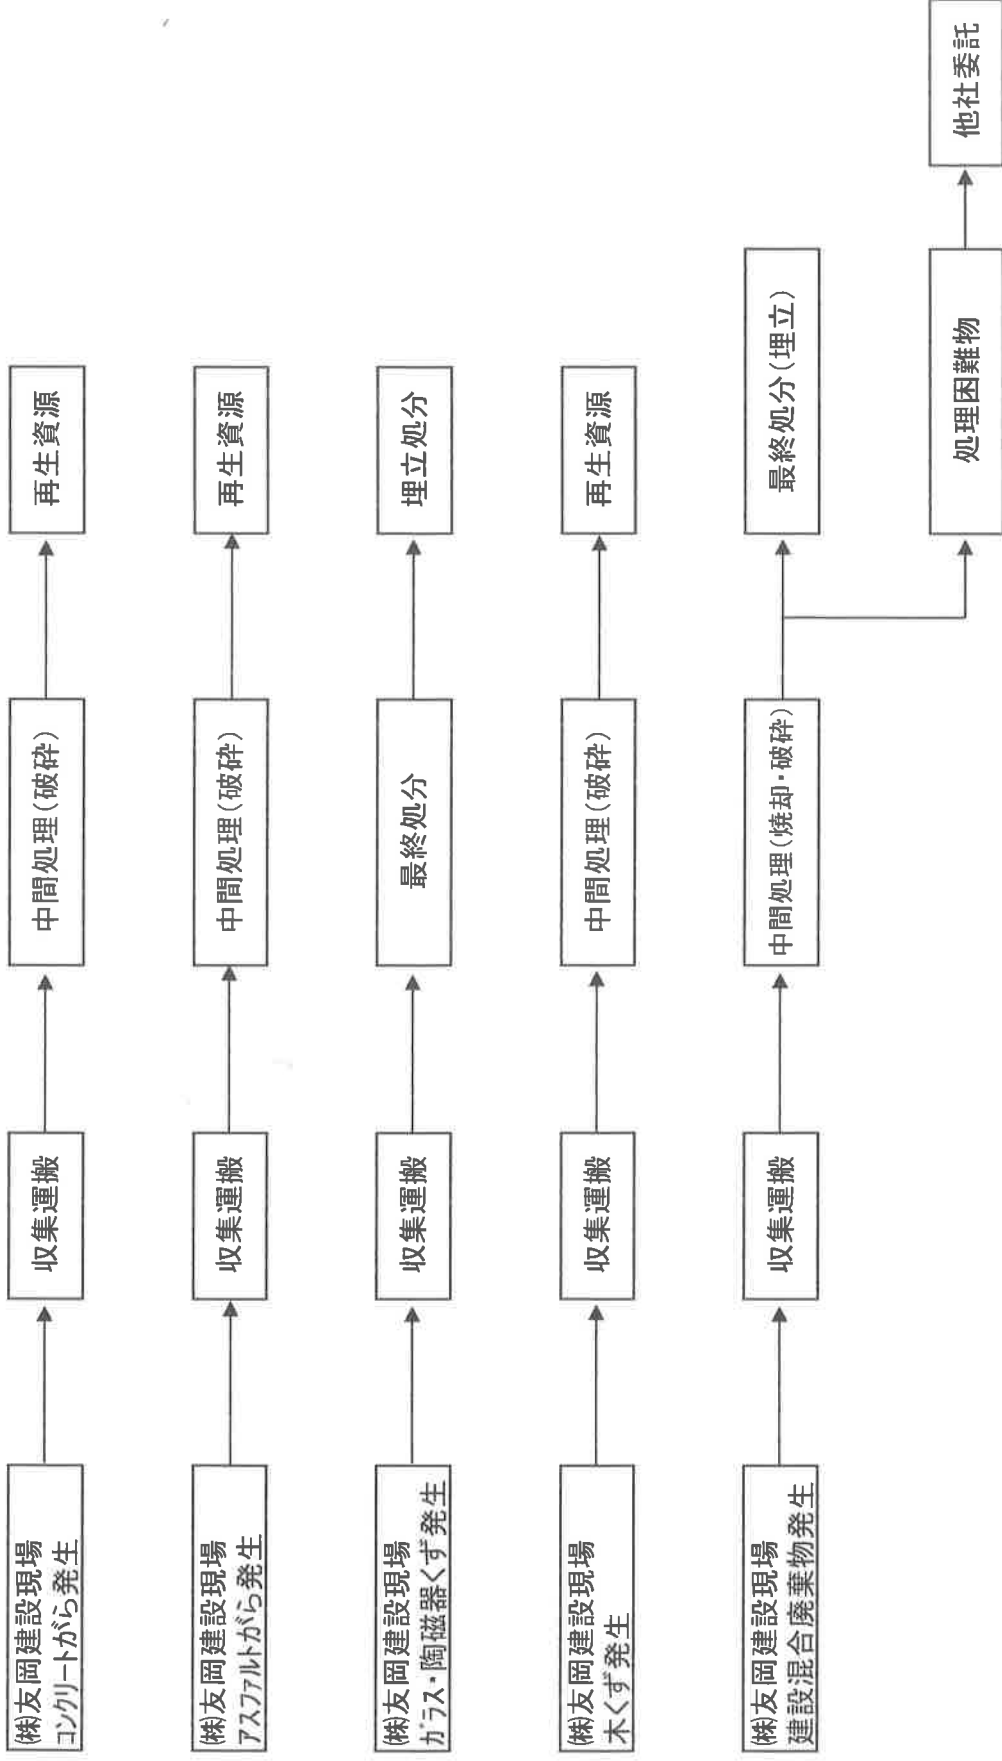 ㈱友岡建設現場
コンクリートがら発生
収集運搬
中間処理(破砕)
再生資源
㈱友岡建設現場
アスファルトがら発生
収集運搬
中間処理(破砕)
再生資源
㈱友岡建設現場
ガラス・陶磁器くず発生
収集運搬
最終処分
埋立処分
㈱友岡建設現場
木くず発生
収集運搬
中間処理(破砕)
再生資源
㈱友岡建設現場
建設混合廃棄物発生
収集運搬
中間処理(焼却・破砕)
最終処分(埋立)
処理困難物
他社委託